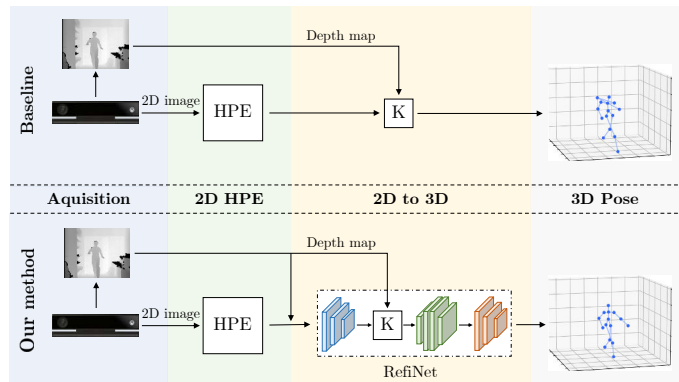 Baseline
Depth map
2D image
HPE
K
Aquisition
2D HPE
2D to 3D
3D Pose
Our method
Depth map
2D image
HPE
K
RefiNet